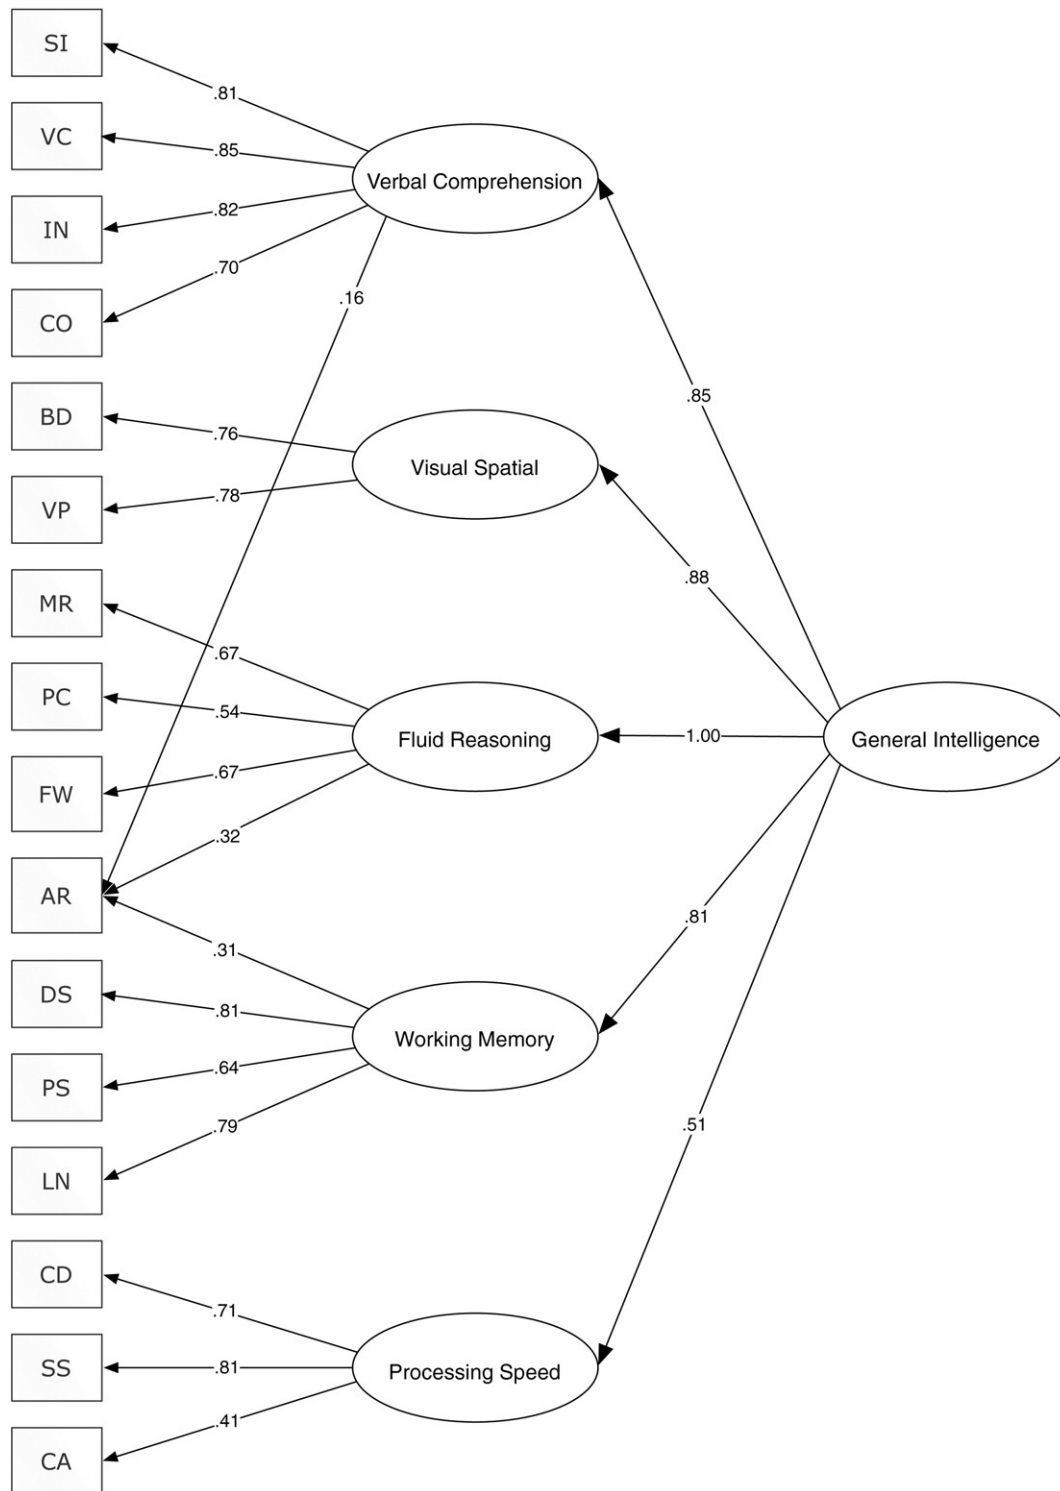 SI
.81
VC
.85
Verbal Comprehension
IN
.82
.70
CO
.16
.85
BD
.76
Visual Spatial
VP
.78
.88
MR
.67
PC
.54
Fluid Reasoning
1.00
General Intelligence
FW
.67
.32
AR
.81
.31
DS
.81
Working Memory
PS
.64
.79
.51
LN
CD
.71
SS
.81
Processing Speed
.41
CA